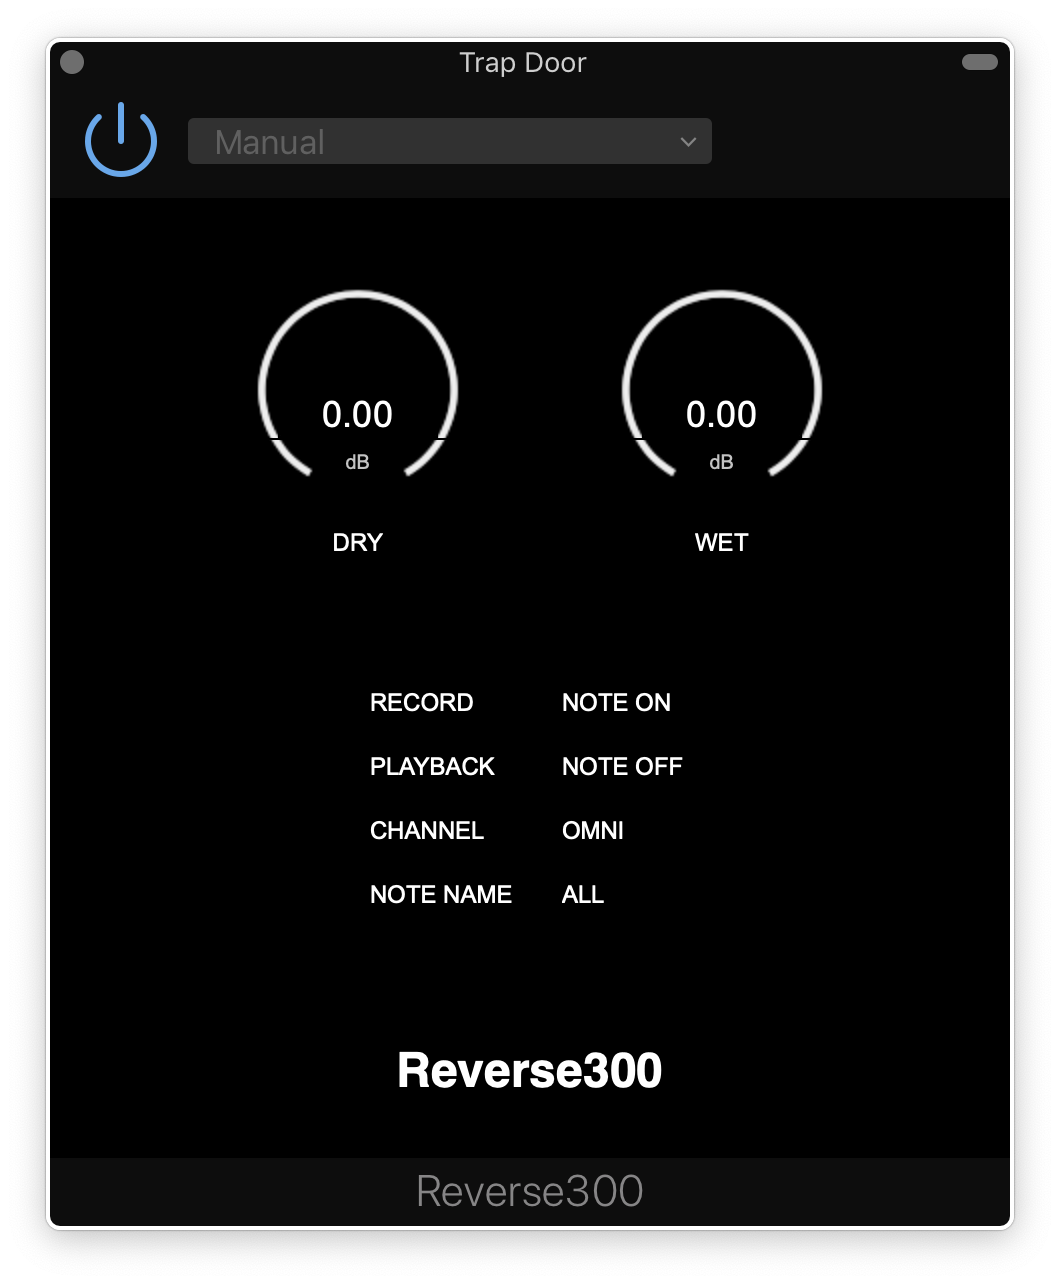 Trap Door
Manual
0.00
dB
DRY
0.00
dB
WET
RECORD NOTE ON
PLAYBACK NOTE OFF
CHANNEL OMNI
NOTE NAME ALL
Reverse300
Reverse300